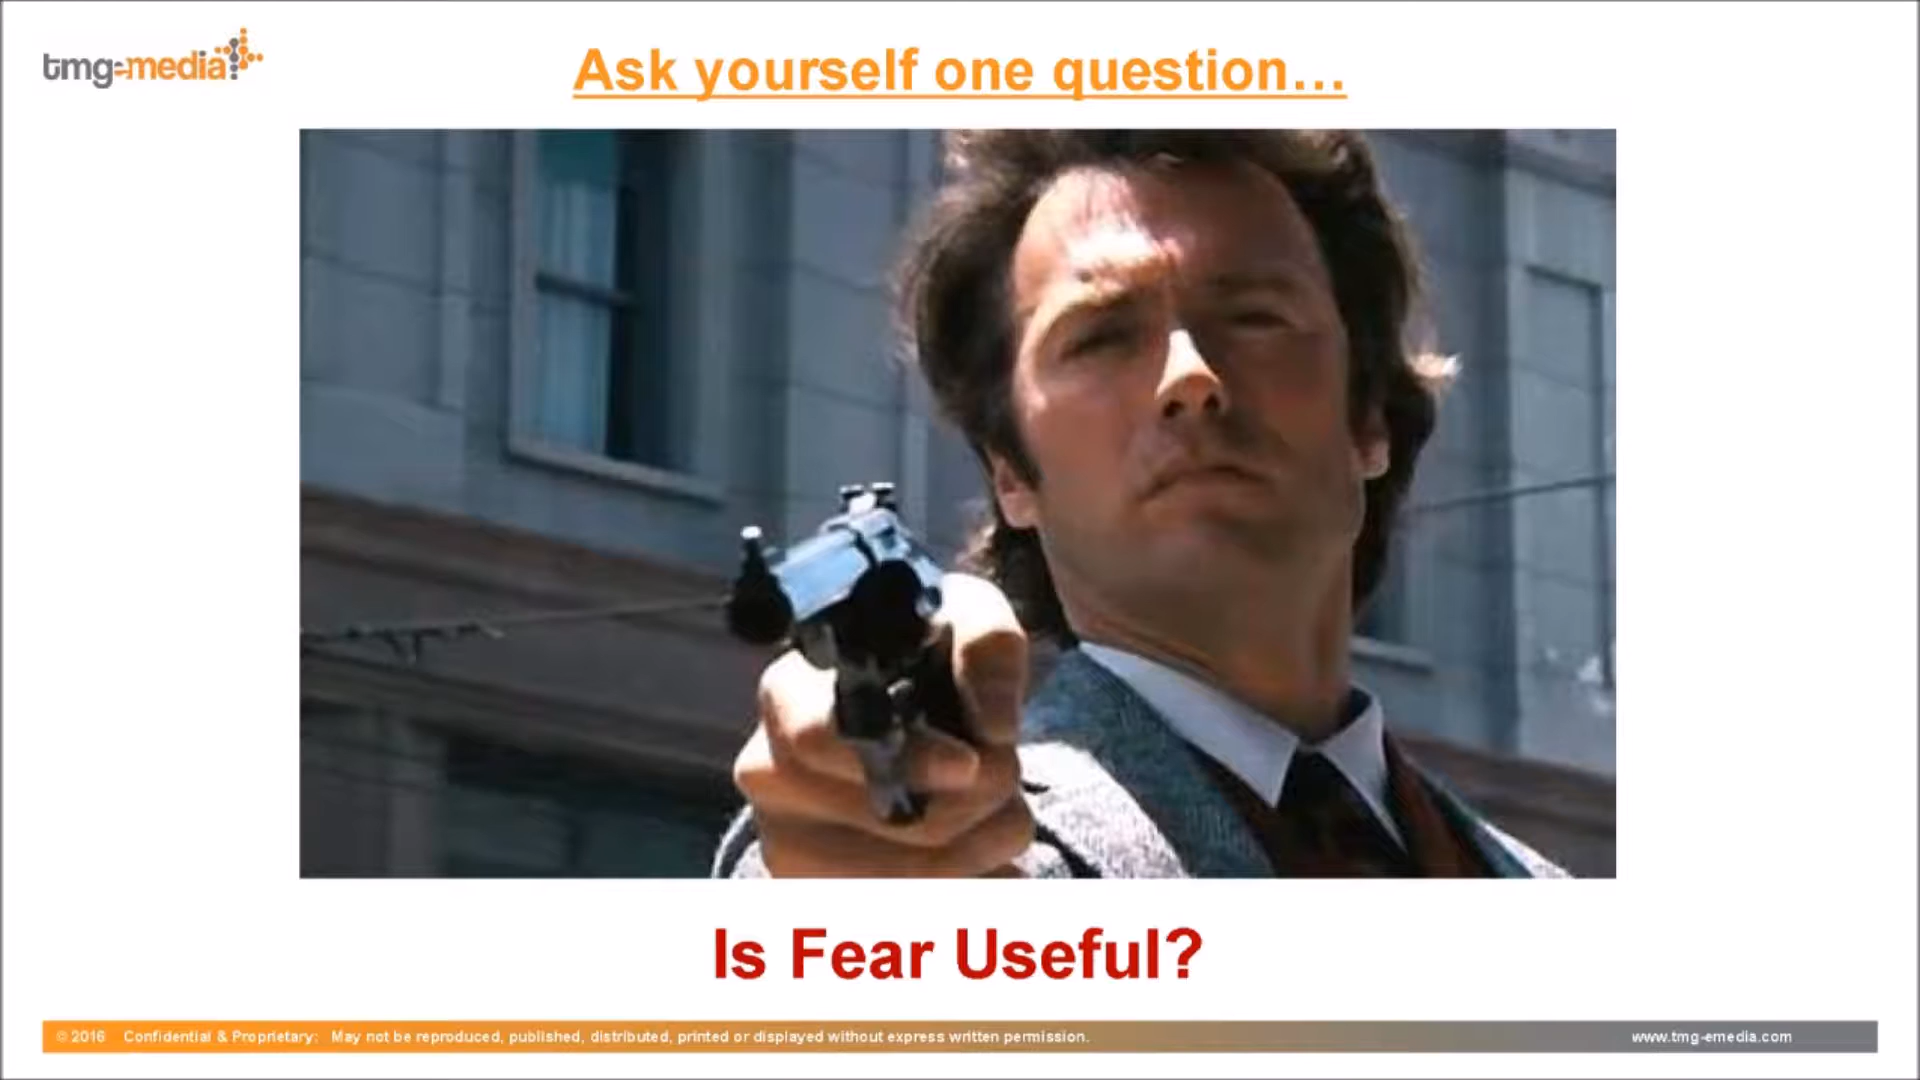 tmg-emedia
Ask yourself one question...
Is Fear Useful?
© 2016 Confidential & Proprietary: May not be reproduced, published, distributed, printed or displayed without express written permission.
www.tmg-emedia.com